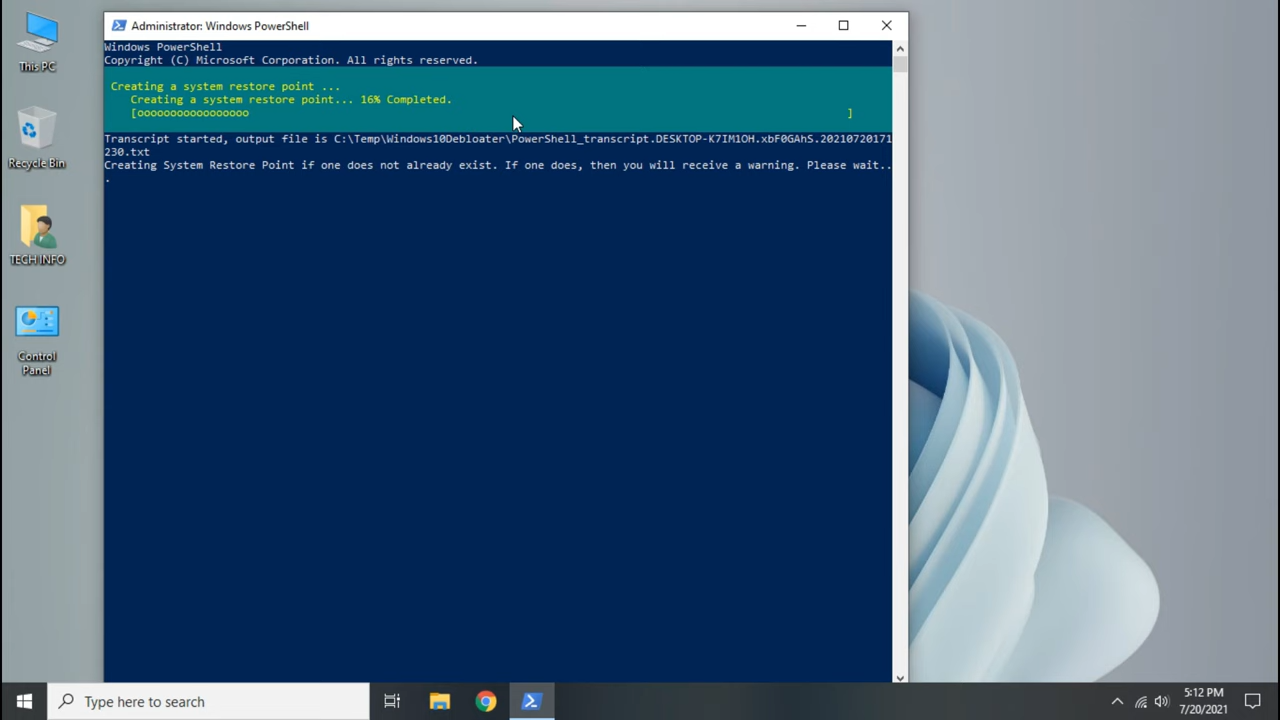 Administrator: Windows PowerShell
Windows PowerShell
Copyright (C) Microsoft Corporation. All rights reserved.
Creating a system restore point ...
Creating a system restore point... 16% Completed.
[ooooooooooooooooo ]
Transcript started, output file is C:\Temp\Windows10Debloater\PowerShell_transcript.DESKTOP-K7IM1OH.xbF0GAhS.20210720171
230.txt
Creating System Restore Point if one does not already exist. If one does, then you will receive a warning. Please wait..
.
This PC
Recycle Bin
TECH INFO
Control
Panel
Type here to search
5:12 PM
7/20/2021